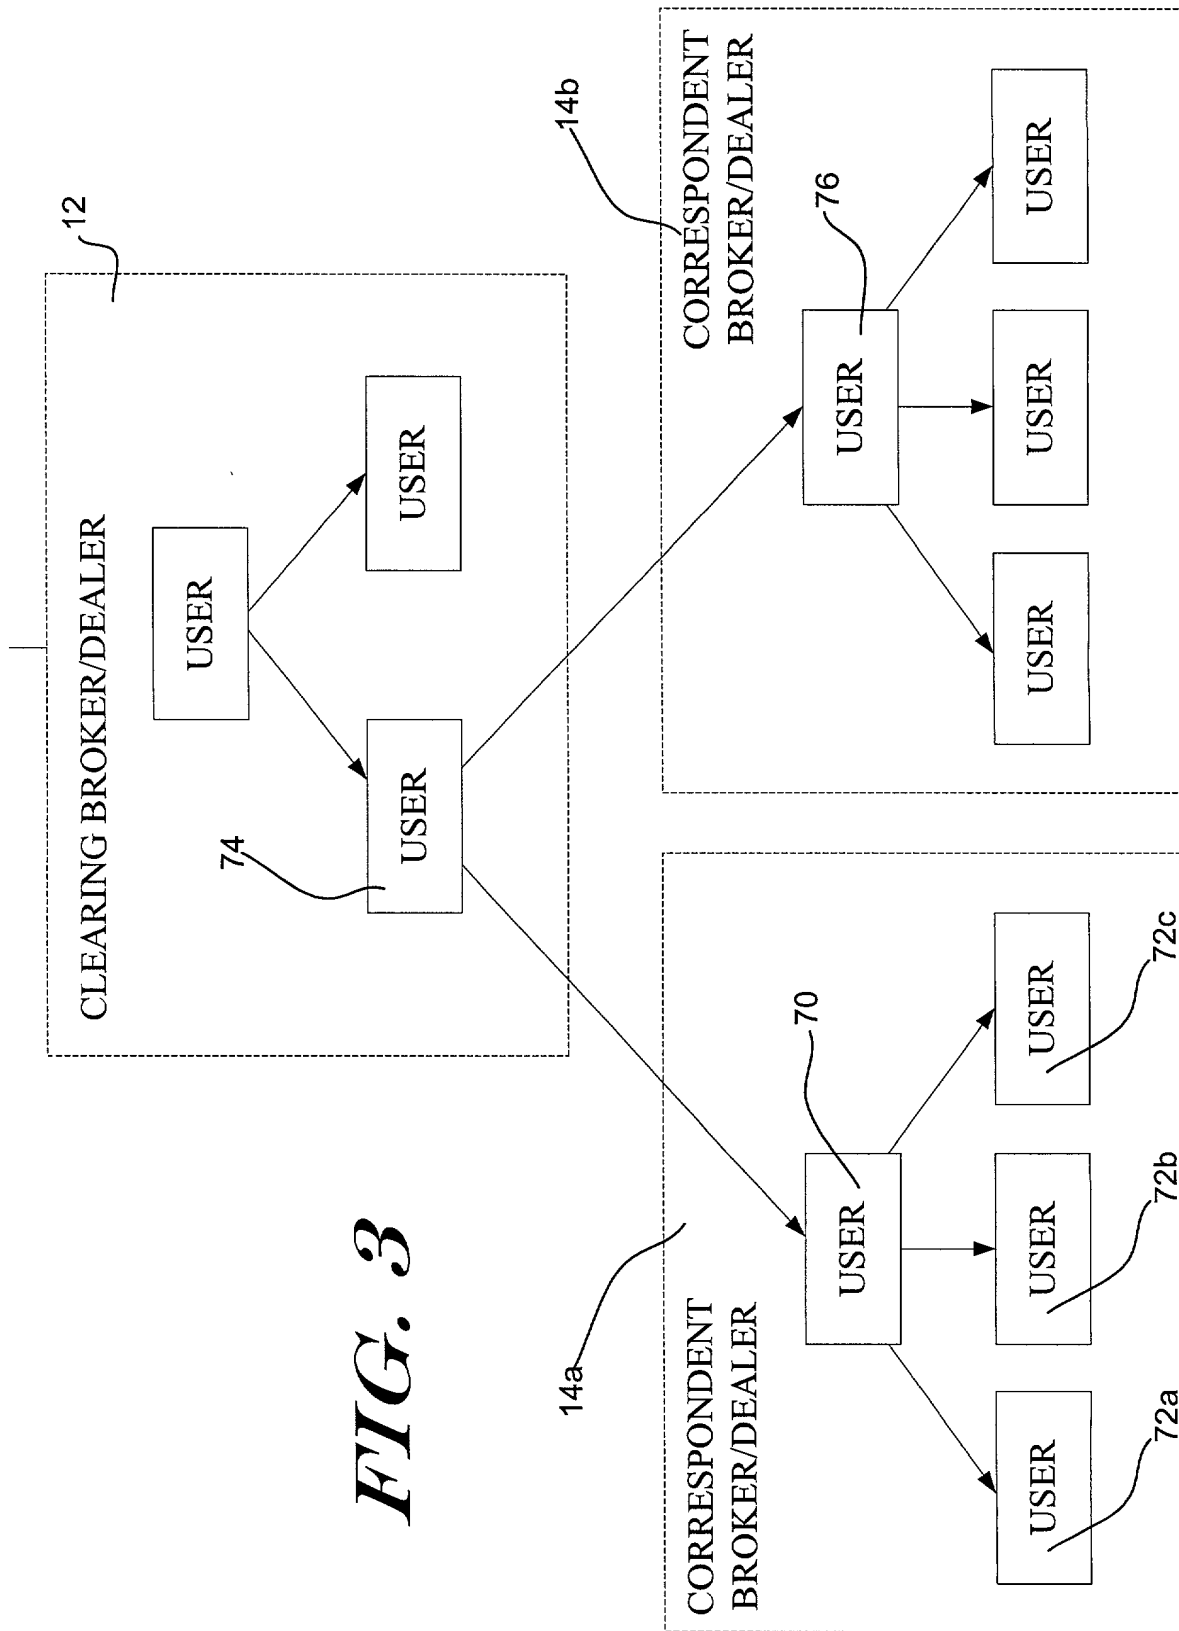 CLEARING BROKER/DEALER
12
USER
74
USER
USER
FIG. 3
14a
14b
CORRESPONDENT
BROKER/DEALER
70
USER
USER
USER
USER
72a
72b
72c
CORRESPONDENT
BROKER/DEALER
76
USER
USER
USER
USER